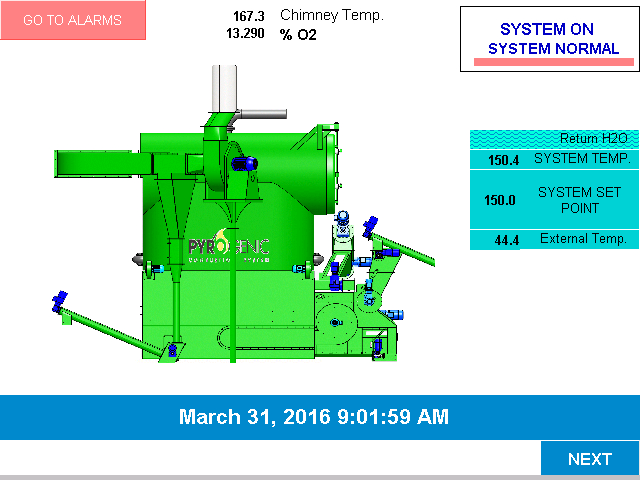 GO TO ALARMS
167.3 Chimney Temp.
13.290 % O2
SYSTEM ON
SYSTEM NORMAL
Return H2O
150.4 SYSTEM TEMP.
150.0 SYSTEM SET
POINT
44.4 External Temp.
PYRO
March 31, 2016 9:01:59 AM
NEXT